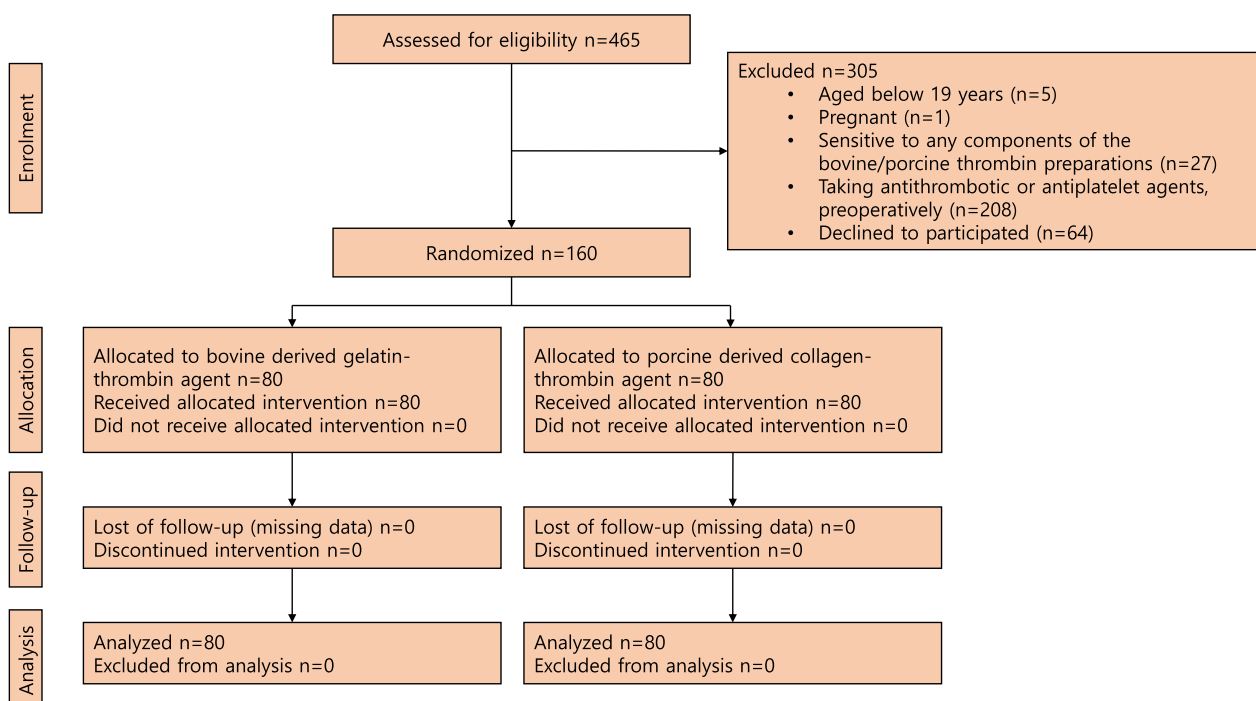 Assessed for eligibility n=465
Enrolment
Excluded n=305
• Aged below 19 years (n=5)
• Pregnant (n=1)
• Sensitive to any components of the
bovine/porcine thrombin preparations (n=27)
• Taking antithrombotic or antiplatelet agents,
preoperatively (n=208)
• Declined to participated (n=64)
Randomized n=160
Allocation
Allocated to bovine derived gelatin-
thrombin agent n=80
Received allocated intervention n=80
Did not receive allocated intervention n=0
Allocated to porcine derived collagen-
thrombin agent n=80
Received allocated intervention n=80
Did not receive allocated intervention n=0
Follow-up
Lost of follow-up (missing data) n=0
Discontinued intervention n=0
Lost of follow-up (missing data) n=0
Discontinued intervention n=0
Analysis
Analyzed n=80
Excluded from analysis n=0
Analyzed n=80
Excluded from analysis n=0